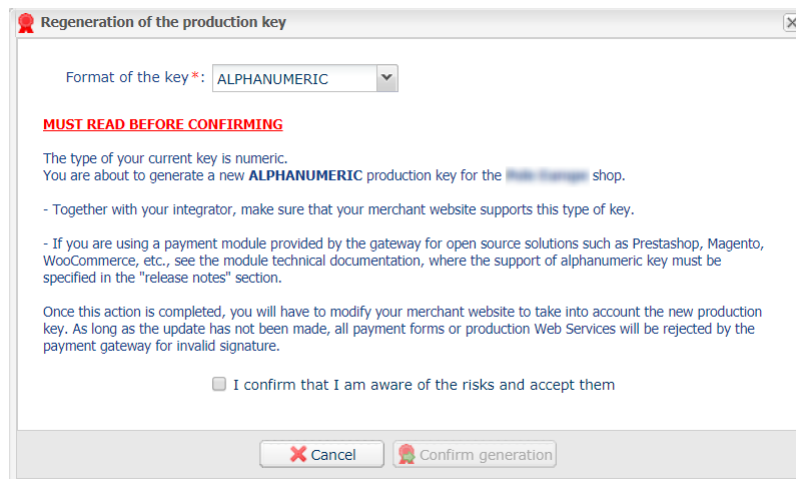 Regeneration of the production key
Format of the key*: ALPHANUMERIC
MUST READ BEFORE CONFIRMING
The type of your current key is numeric.
You are about to generate a new ALPHANUMERIC production key for the shop.
- Together with your integrator, make sure that your merchant website supports this type of key.
- If you are using a payment module provided by the gateway for open source solutions such as Prestashop, Magento,
WooCommerce, etc., see the module technical documentation, where the support of alphanumeric key must be
specified in the "release notes" section.
Once this action is completed, you will have to modify your merchant website to take into account the new production
key. As long as the update has not been made, all payment forms or production Web Services will be rejected by the
payment gateway for invalid signature.
I confirm that I am aware of the risks and accept them
Cancel Confirm generation